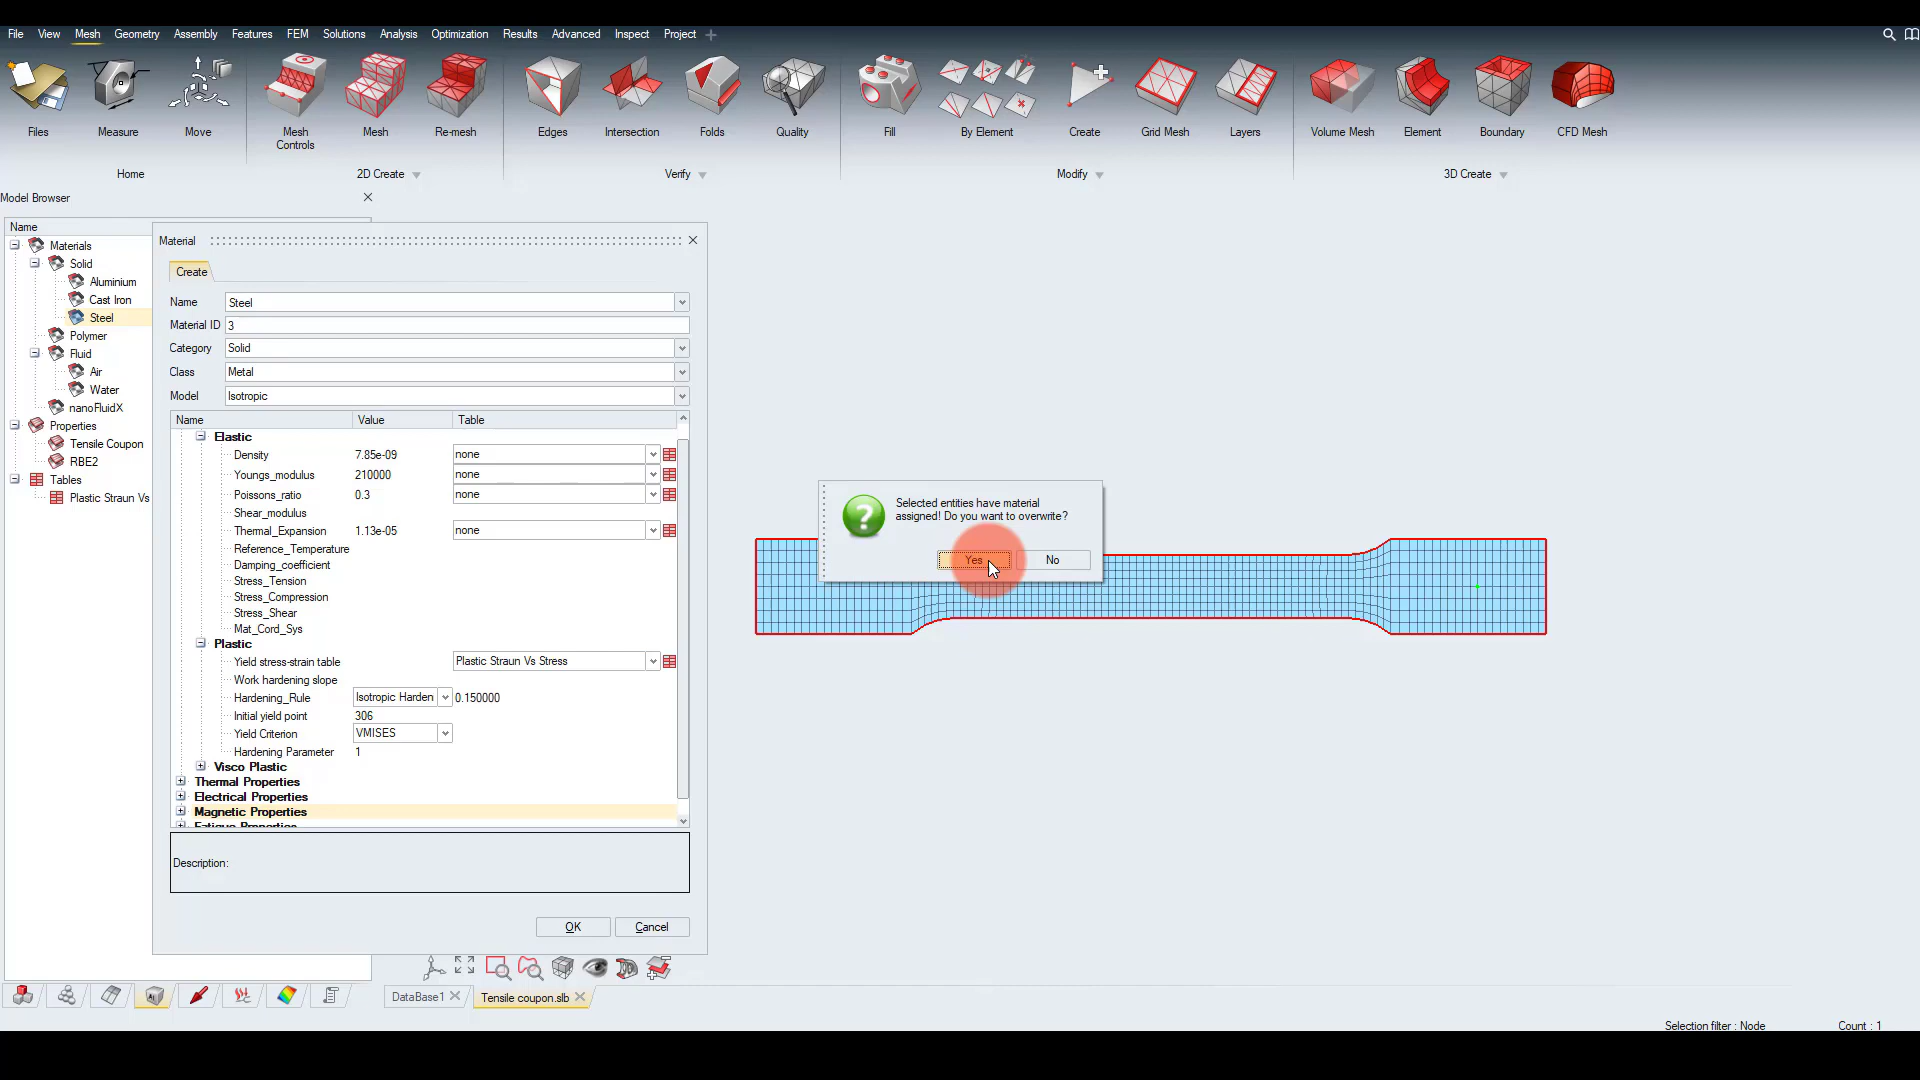 File View Mesh Geometry Assembly Features FEM Solutions Analysis Optimization Results Advanced Inspect Project
Files Measure Move Mesh Controls Mesh Re-mesh Edges Intersection Folds Quality Fill By Element Create Grid Mesh Layers Volume Mesh Element Boundary CFD Mesh
Home 2D Create Verify Modify 3D Create
Model Browser
Name
Materials
Solid
Aluminium
Cast Iron
Steel
Polymer
Fluid
Air
Water
nanoFluidX
Properties
Tensile Coupon
RBE2
Tables
Plastic Straun Vs
Material
Create
Name Steel
Material ID 3
Category Solid
Class Metal
Model Isotropic
Name Value Table
Elastic
Density 7.85e-09 none
Youngs_modulus 210000 none
Poissons_ratio 0.3 none
Shear_modulus
Thermal_Expansion 1.13e-05 none
Reference_Temperature
Damping_coefficient
Stress_Tension
Stress_Compression
Stress_Shear
Mat_Cord_Sys
Plastic
Yield stress-strain table Plastic Straun Vs Stress
Work hardening slope
Hardening_Rule Isotropic Harden 0.150000
Initial yield point 306
Yield Criterion VMISES
Hardening Parameter 1
Visco Plastic
Thermal Properties
Electrical Properties
Magnetic Properties
Fatigue Properties
Description:
OK Cancel
Selected entities have material
assigned! Do you want to overwrite?
Yes No
DataBase1 Tensile coupon.slb
Selection filter : Node Count : 1